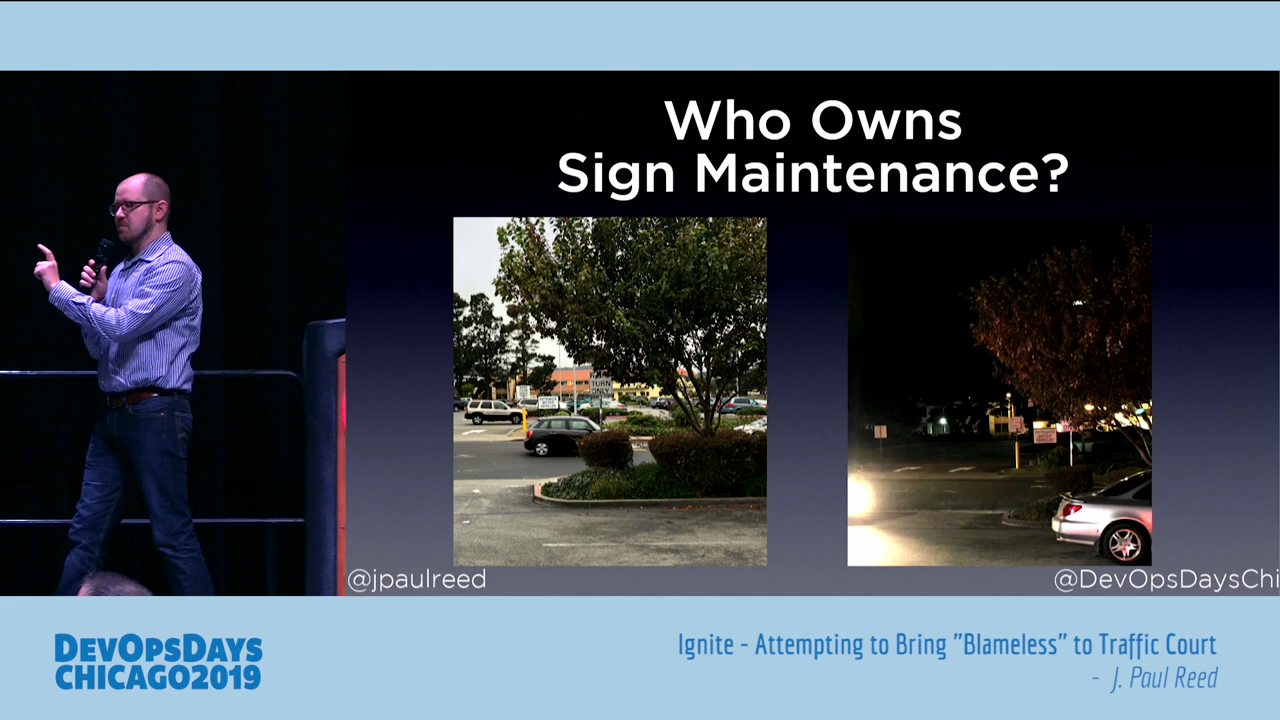 Who Owns
Sign Maintenance?
TURN
ONLY
@jpaulreed
@DevOpsDaysChi
DEVOPSDAYS
CHICAGO2019
Ignite - Attempting to Bring "Blameless" to Traffic Court
- J. Paul Reed